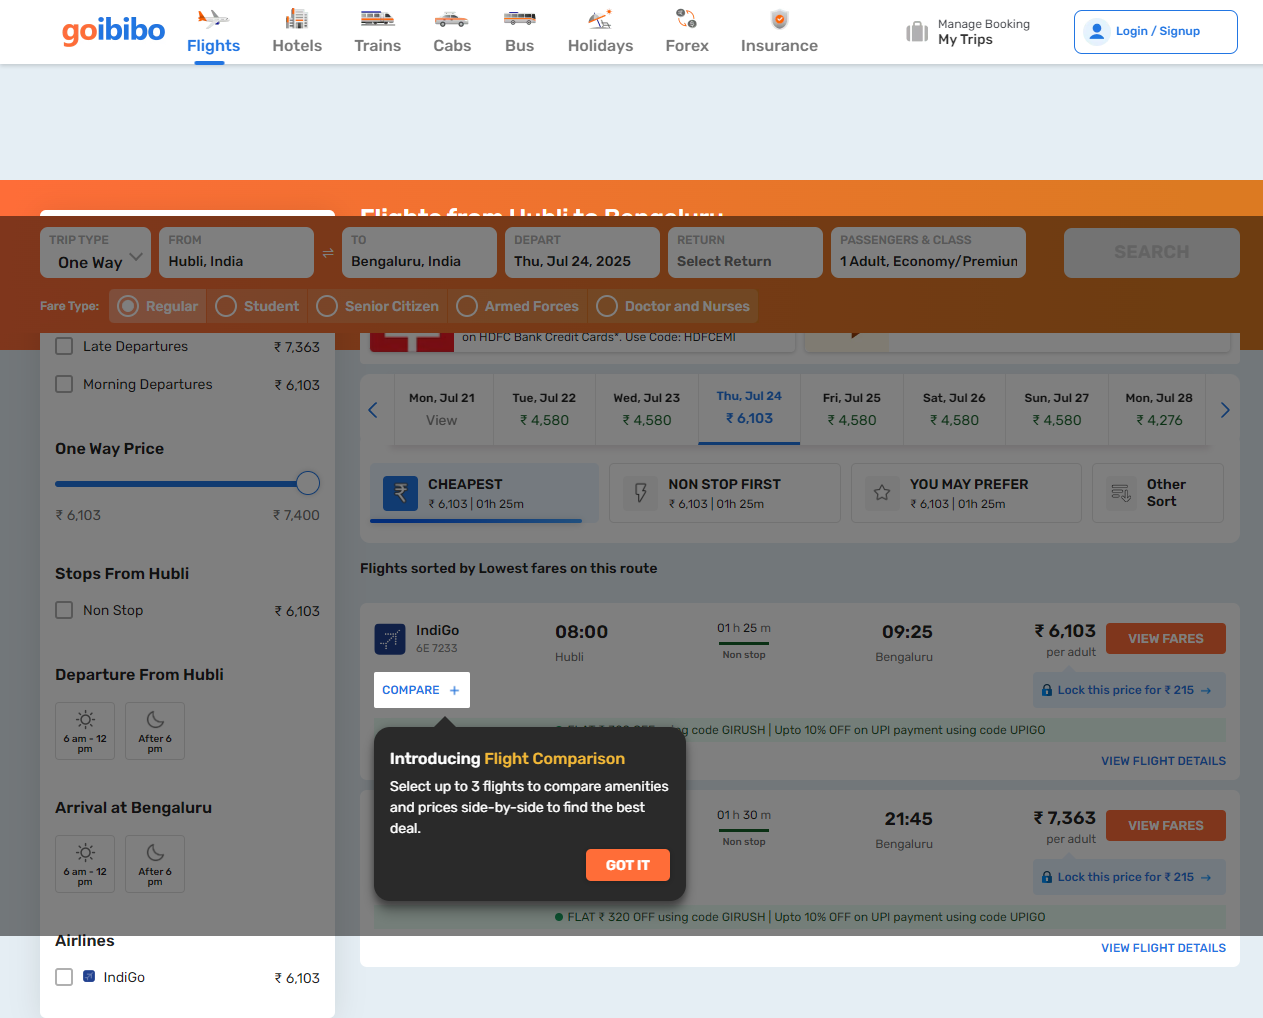 goibibo
Flights
Hotels
Trains
Cabs
Bus
Holidays
Forex
Insurance
Manage Booking
My Trips
Login / Signup
Flights from Hubli to Bengaluru
TRIP TYPE
One Way
FROM
Hubli, India
TO
Bengaluru, India
DEPART
Thu, Jul 24, 2025
RETURN
Select Return
PASSENGERS & CLASS
1 Adult, Economy/Premiun
SEARCH
Fare Type:
Regular
Student
Senior Citizen
Armed Forces
Doctor and Nurses
Late Departures ₹ 7,363
Morning Departures ₹ 6,103
One Way Price
₹ 6,103 ₹ 7,400
Stops From Hubli
Non Stop ₹ 6,103
Departure From Hubli
6 am - 12
pm
After 6
pm
Arrival at Bengaluru
6 am - 12
pm
After 6
pm
Airlines
IndiGo ₹ 6,103
on HDFC Bank Credit Cards*. Use Code: HDFCEMI
Mon, Jul 21
View
Tue, Jul 22
₹ 4,580
Wed, Jul 23
₹ 4,580
Thu, Jul 24
₹ 6,103
Fri, Jul 25
₹ 4,580
Sat, Jul 26
₹ 4,580
Sun, Jul 27
₹ 4,580
Mon, Jul 28
₹ 4,276
CHEAPEST
₹ 6,103 | 01h 25m
NON STOP FIRST
₹ 6,103 | 01h 25m
YOU MAY PREFER
₹ 6,103 | 01h 25m
Other
Sort
Flights sorted by Lowest fares on this route
IndiGo
6E 7233
08:00
Hubli
01 h 25 m
Non stop
09:25
Bengaluru
₹ 6,103
per adult
VIEW FARES
COMPARE +
Lock this price for ₹ 215 →
using code GIRUSH | Upto 10% OFF on UPI payment using code UPIGO
VIEW FLIGHT DETAILS
Introducing Flight Comparison
Select up to 3 flights to compare amenities
and prices side-by-side to find the best
deal.
GOT IT
01 h 30 m
Non stop
21:45
Bengaluru
₹ 7,363
per adult
VIEW FARES
Lock this price for ₹ 215 →
FLAT ₹ 320 OFF using code GIRUSH | Upto 10% OFF on UPI payment using code UPIGO
VIEW FLIGHT DETAILS